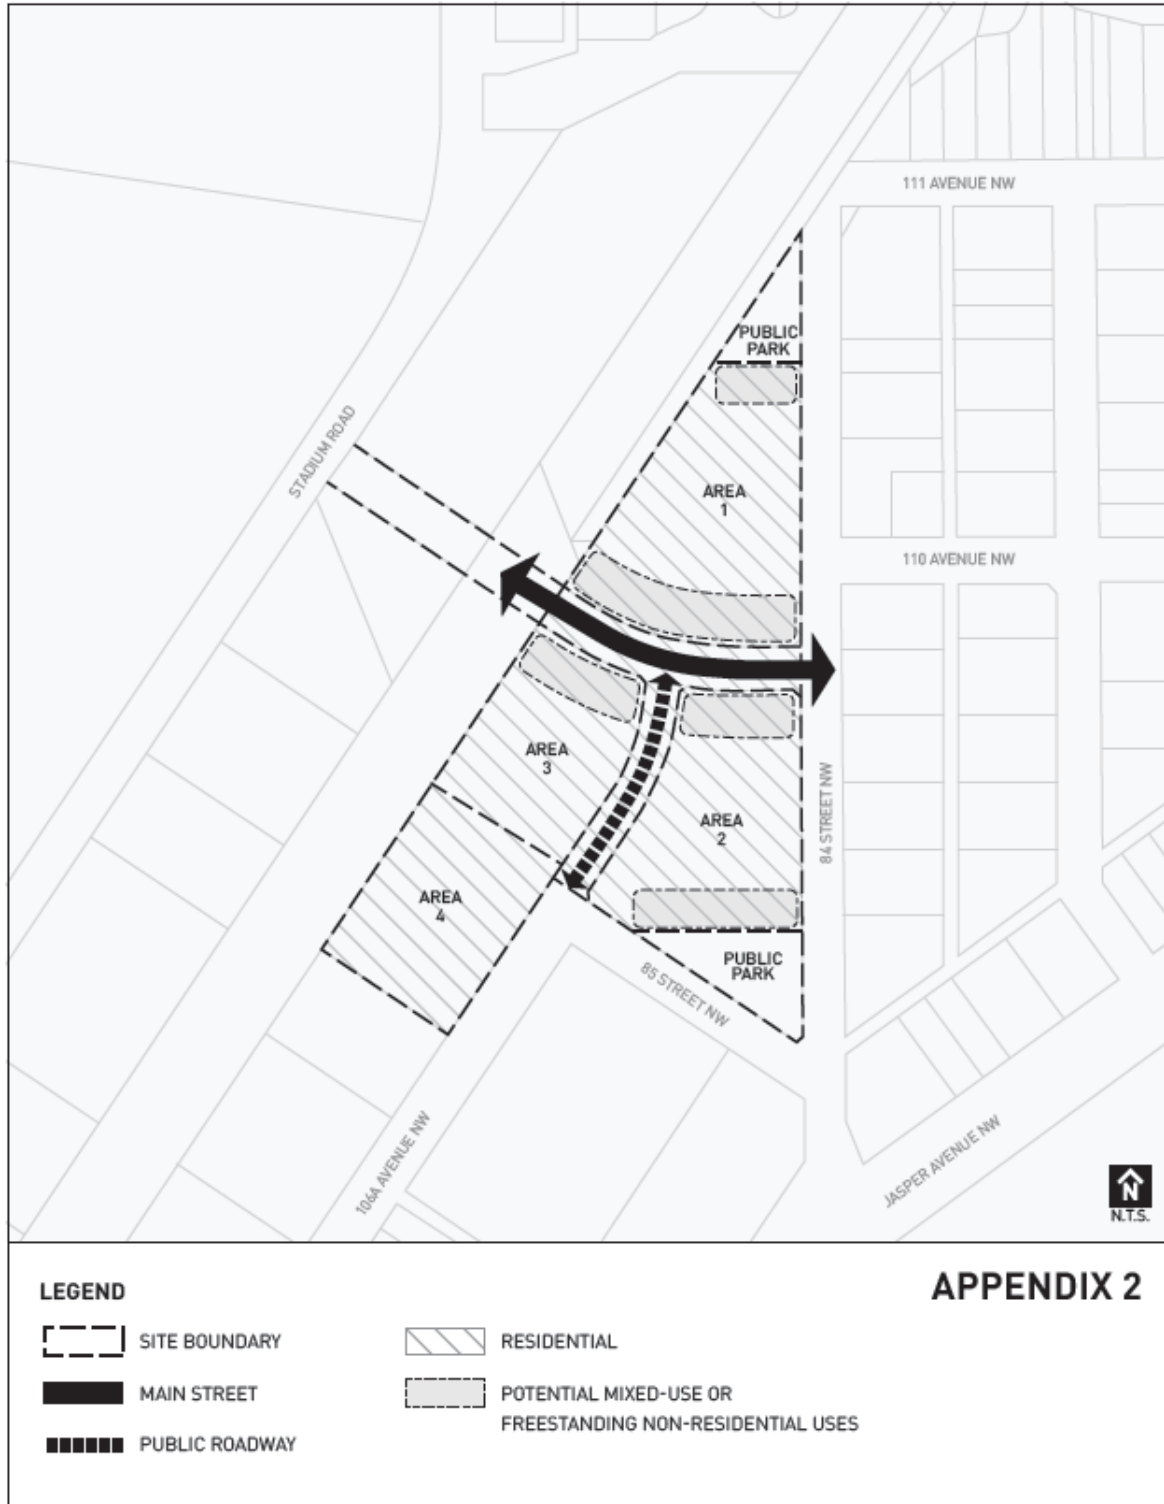 111 AVENUE NW
PUBLIC
PARK
STADIUM ROAD
AREA
1
110 AVENUE NW
AREA
3
AREA
2
84 STREET NW
AREA
4
PUBLIC
PARK
85 STREET NW
106A AVENUE NW
JASPER AVENUE NW
N
N.T.S.
APPENDIX 2
LEGEND
SITE BOUNDARY
RESIDENTIAL
MAIN STREET
POTENTIAL MIXED-USE OR
FREESTANDING NON-RESIDENTIAL USES
PUBLIC ROADWAY